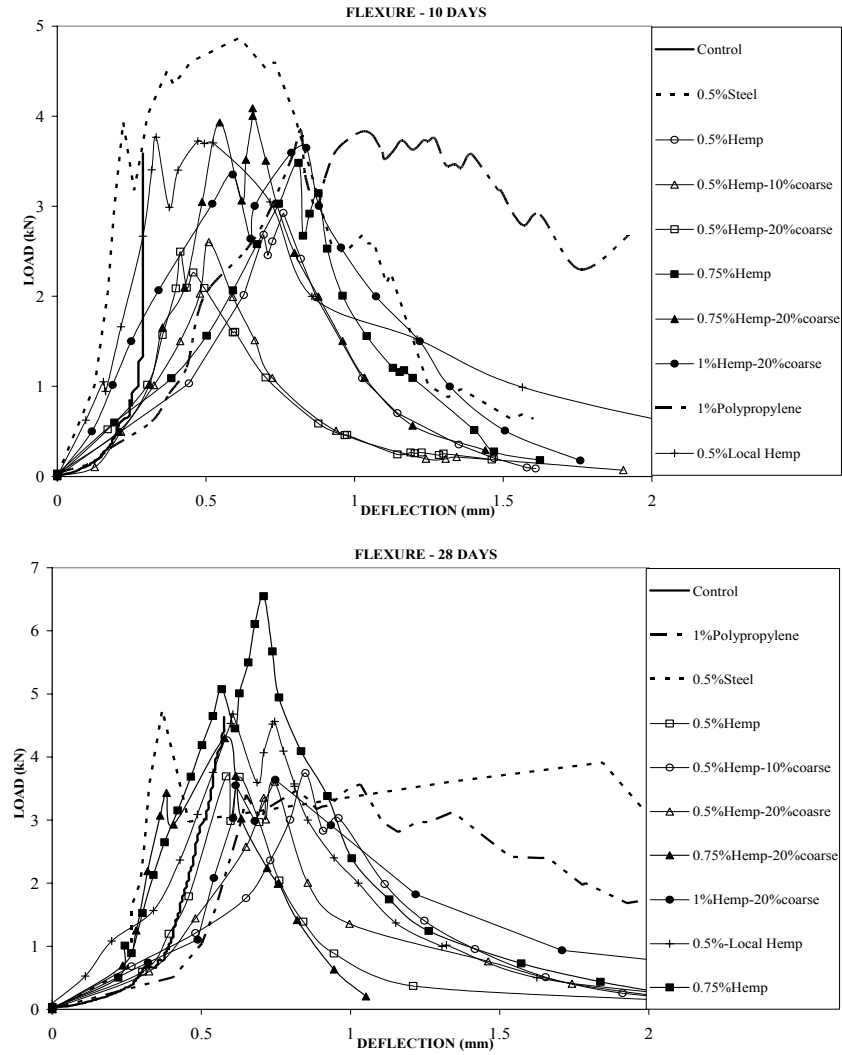 FLEXURE - 10 DAYS
5
4
3
2
1
0
LOAD (kN)
0
0.5
1
1.5
2
DEFLECTION (mm)
Control
0.5%Steel
0.5%Hemp
0.5%Hemp-10%coarse
0.5%Hemp-20%coarse
0.75%Hemp
0.75%Hemp-20%coarse
1%Hemp-20%coarse
1%Polypropylene
0.5%Local Hemp
FLEXURE - 28 DAYS
7
6
5
4
3
2
1
0
LOAD (kN)
0
0.5
1
1.5
2
DEFLECTION (mm)
Control
1%Polypropylene
0.5%Steel
0.5%Hemp
0.5%Hemp-10%coarse
0.5%Hemp-20%coasre
0.75%Hemp-20%coarse
1%Hemp-20%coarse
0.5%-Local Hemp
0.75%Hemp